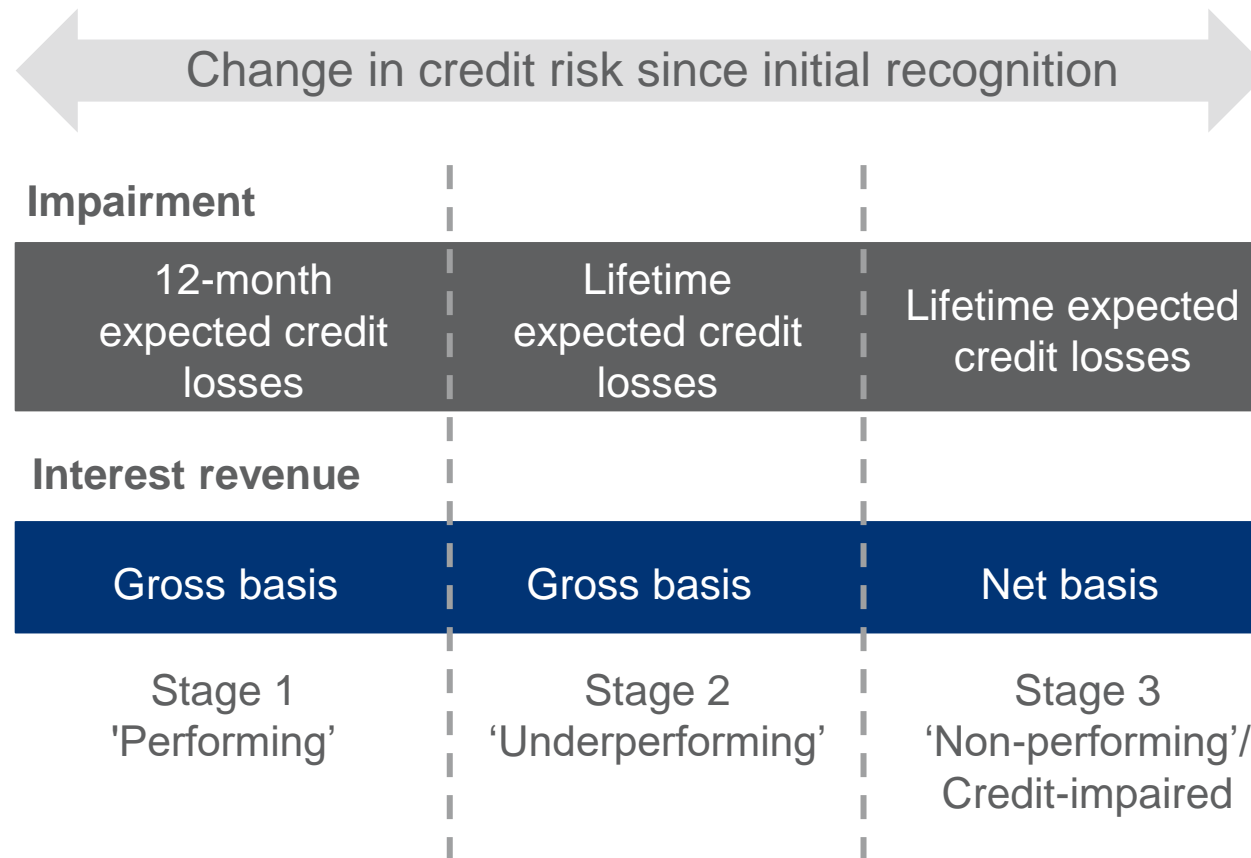 Change in credit risk since initial recognition
Impairment
12-month
expected credit
losses
Lifetime
expected credit
losses
Lifetime expected
credit losses
Interest revenue
Gross basis
Gross basis
Net basis
Stage 1
'Performing’
Stage 2
‘Underperforming’
Stage 3
‘Non-performing’/
Credit-impaired